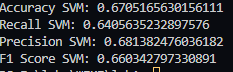 Accuracy SVM: 0.6705165630156111
Recall SVM: 0.6405635232897576
Precision SVM: 0.681382476036182
F1 Score SVM: 0.660342797330891